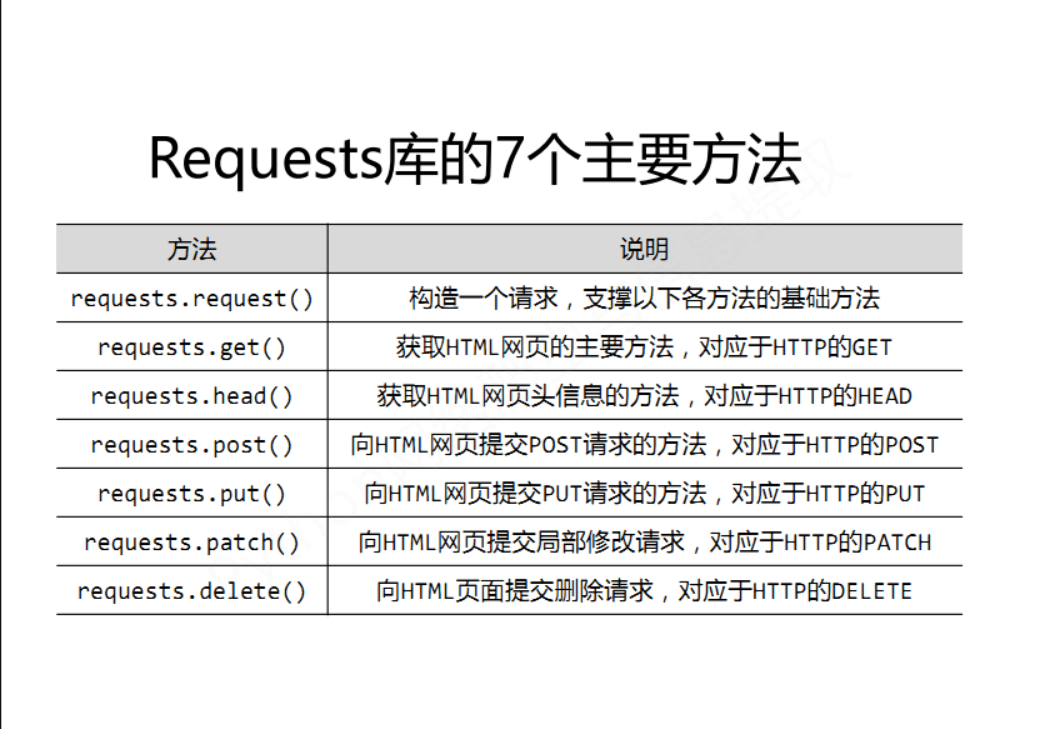 Requests库的7个主要方法
方法 说明
requests.request() 构造一个请求，支撑以下各方法的基础方法
requests.get() 获取HTML网页的主要方法，对应于HTTP的GET
requests.head() 获取HTML网页头信息的方法，对应于HTTP的HEAD
requests.post() 向HTML网页提交POST请求的方法，对应于HTTP的POST
requests.put() 向HTML网页提交PUT请求的方法，对应于HTTP的PUT
requests.patch() 向HTML网页提交局部修改请求，对应于HTTP的PATCH
requests.delete() 向HTML页面提交删除请求，对应于HTTP的DELETE